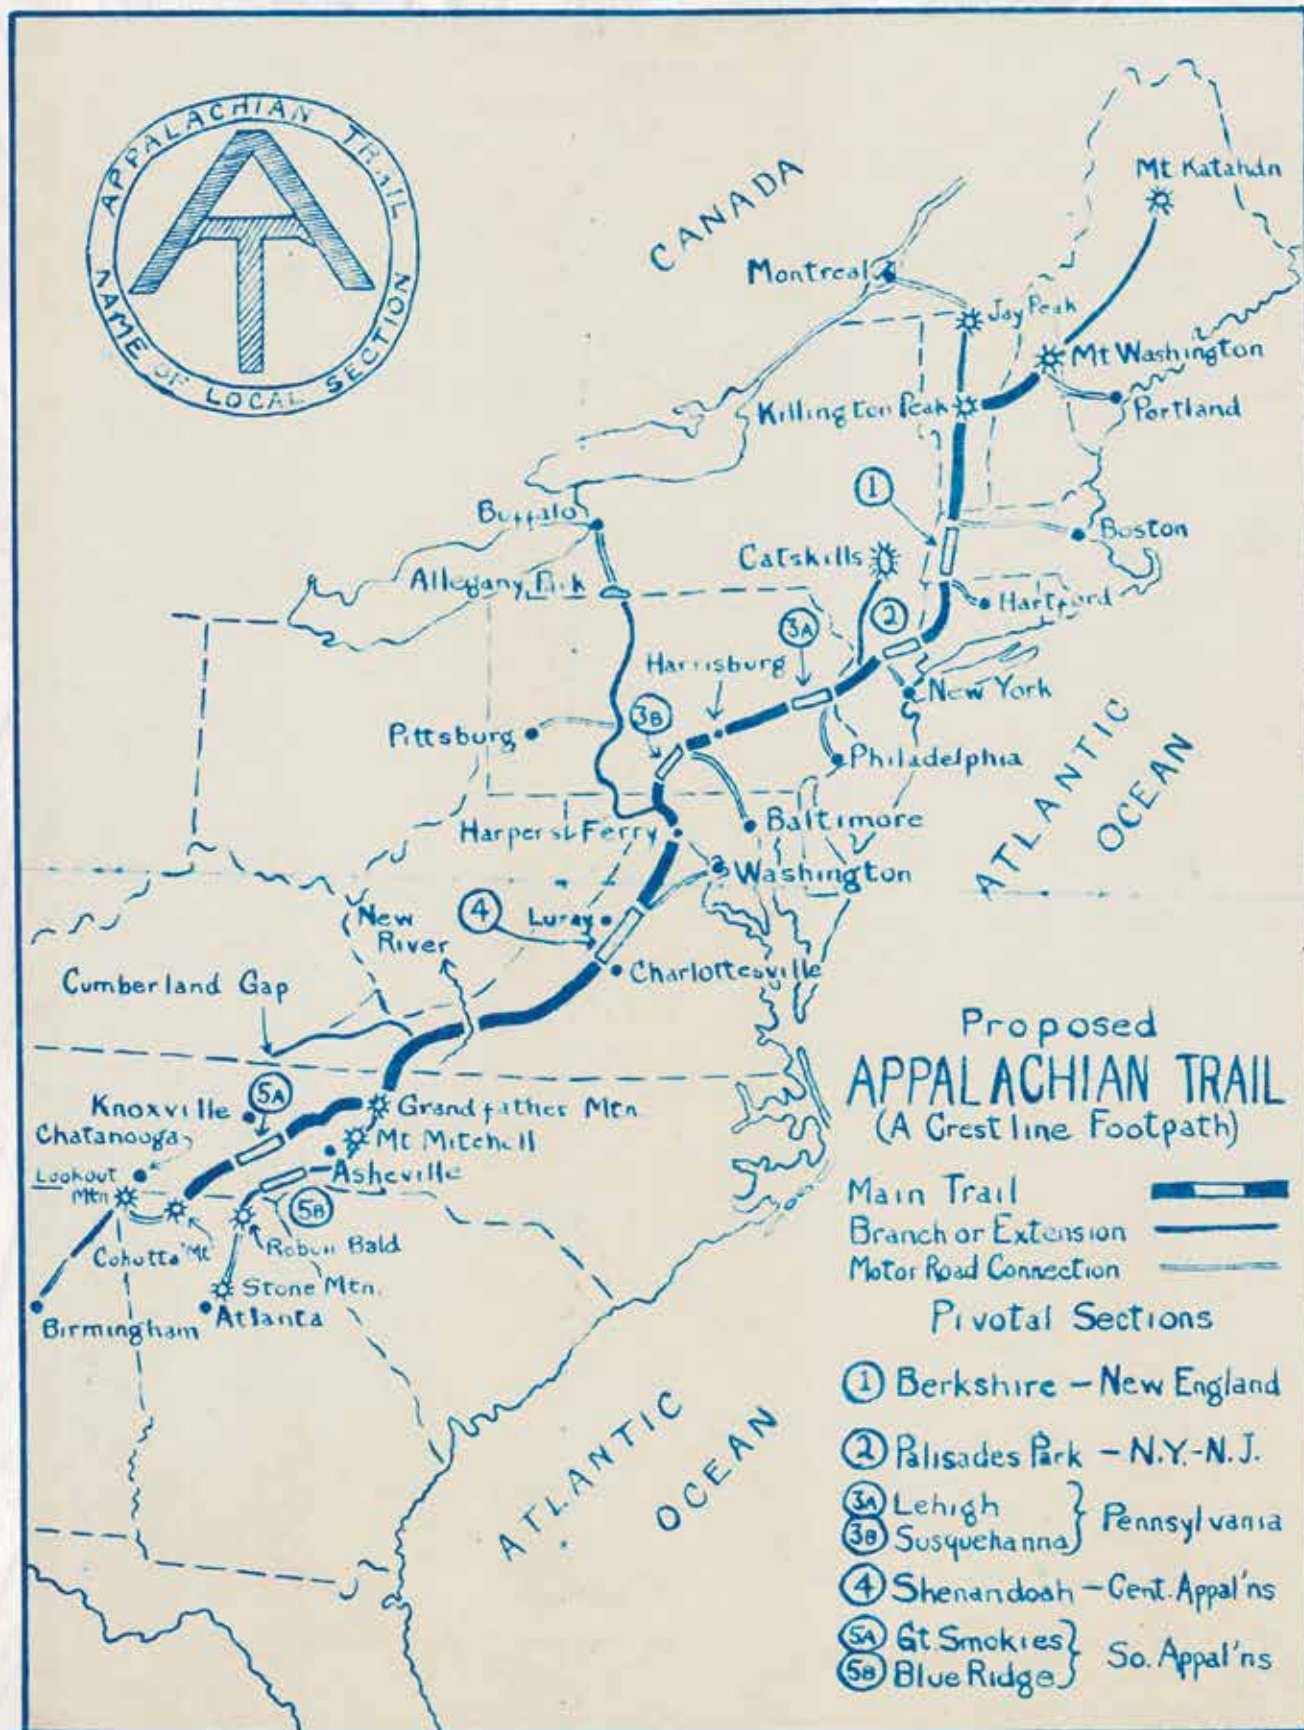 APPALACHIAN TRAIL
NAME OF LOCAL SECTION
AT
CANADA
Mt Katahdn
Montreal
Jay Peak
Mt Washington
Killington Peak
Portland
1
Buffalo
Boston
Catskills
Allegany Park
Hartford
2
3A
Harrisburg
New York
3B
Pittsburg
Philadelphia
ATLANTIC
OCEAN
Harpers Ferry
Baltimore
Washington
4
Luray
New
River
Charlottesville
Cumberland Gap
5A
Knoxville
Grandfather Mtn
Chatanooga
Mt Mitchell
Lookout
Mtn
Asheville
5B
Cohutta Mt
Rabun Bald
Stone Mtn.
Atlanta
Birmingham
ATLANTIC
OCEAN
Proposed
APPALACHIAN TRAIL
(A Crestline Footpath)
Main Trail
Branch or Extension
Motor Road Connection
Pivotal Sections
1 Berkshire – New England
2 Palisades Park – N.Y.-N.J.
3A Lehigh
3B Susquehanna } Pennsylvania
4 Shenandoah – Cent. Appal'ns
5A Gt. Smokies
5B Blue Ridge } So. Appal'ns